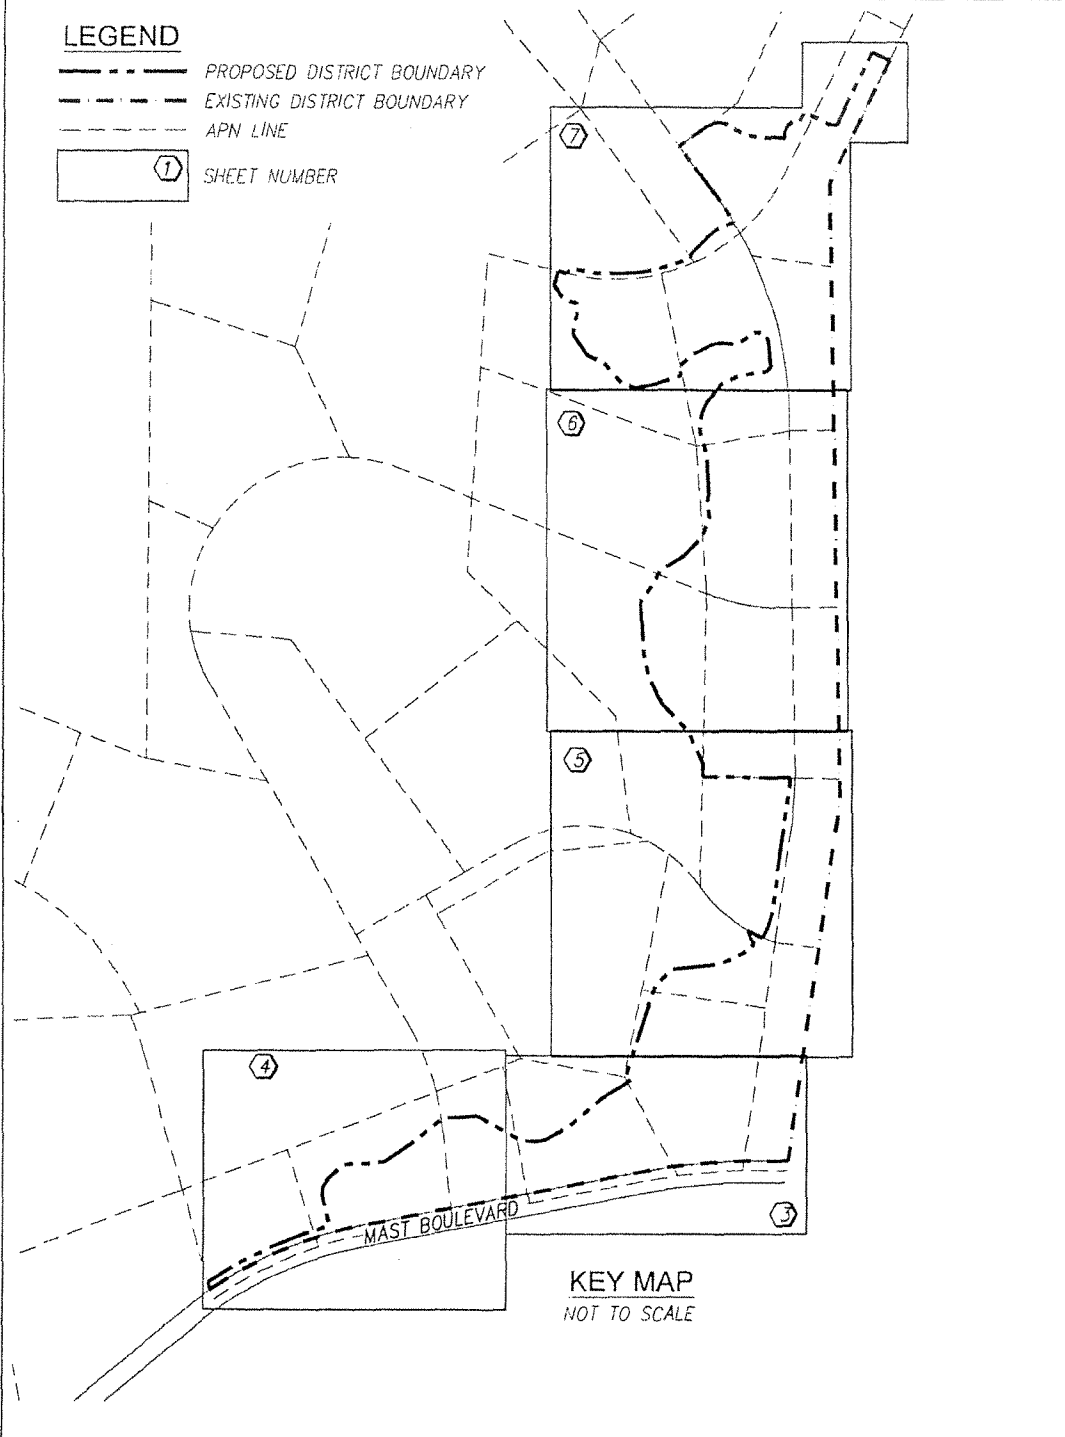 LEGEND
PROPOSED DISTRICT BOUNDARY
EXISTING DISTRICT BOUNDARY
APN LINE
1
SHEET NUMBER
7
6
5
4
MAST BOULEVARD
3
KEY MAP
NOT TO SCALE